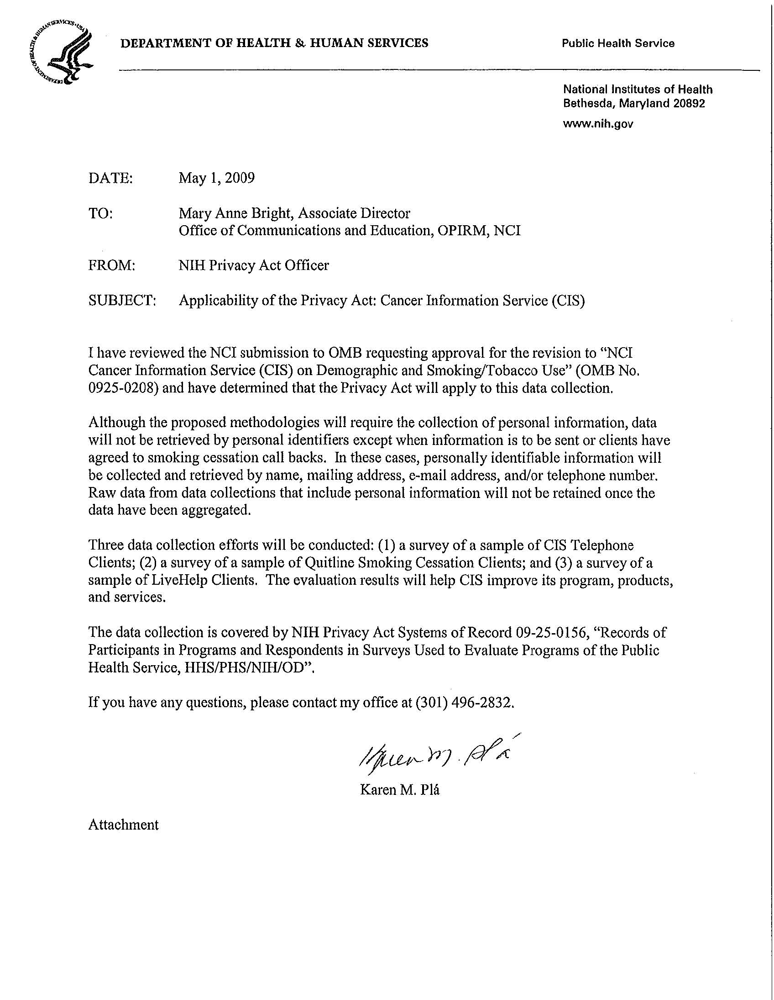 DEPARTMENT OF HEALTH & HUMAN SERVICES
Public Health Service
DEPARTMENT OF HEALTH & HUMAN SERVICES • USA
National Institutes of Health
Bethesda, Maryland 20892
www.nih.gov
DATE: May 1, 2009
TO: Mary Anne Bright, Associate Director
Office of Communications and Education, OPIRM, NCI
FROM: NIH Privacy Act Officer
SUBJECT: Applicability of the Privacy Act: Cancer Information Service (CIS)
I have reviewed the NCI submission to OMB requesting approval for the revision to “NCI
Cancer Information Service (CIS) on Demographic and Smoking/Tobacco Use” (OMB No.
0925-0208) and have determined that the Privacy Act will apply to this data collection.
Although the proposed methodologies will require the collection of personal information, data
will not be retrieved by personal identifiers except when information is to be sent or clients have
agreed to smoking cessation call backs. In these cases, personally identifiable information will
be collected and retrieved by name, mailing address, e-mail address, and/or telephone number.
Raw data from data collections that include personal information will not be retained once the
data have been aggregated.
Three data collection efforts will be conducted: (1) a survey of a sample of CIS Telephone
Clients; (2) a survey of a sample of Quitline Smoking Cessation Clients; and (3) a survey of a
sample of LiveHelp Clients. The evaluation results will help CIS improve its program, products,
and services.
The data collection is covered by NIH Privacy Act Systems of Record 09-25-0156, “Records of
Participants in Programs and Respondents in Surveys Used to Evaluate Programs of the Public
Health Service, HHS/PHS/NIH/OD”.
If you have any questions, please contact my office at (301) 496-2832.
Karen M. Plá
Karen M. Plá
Attachment